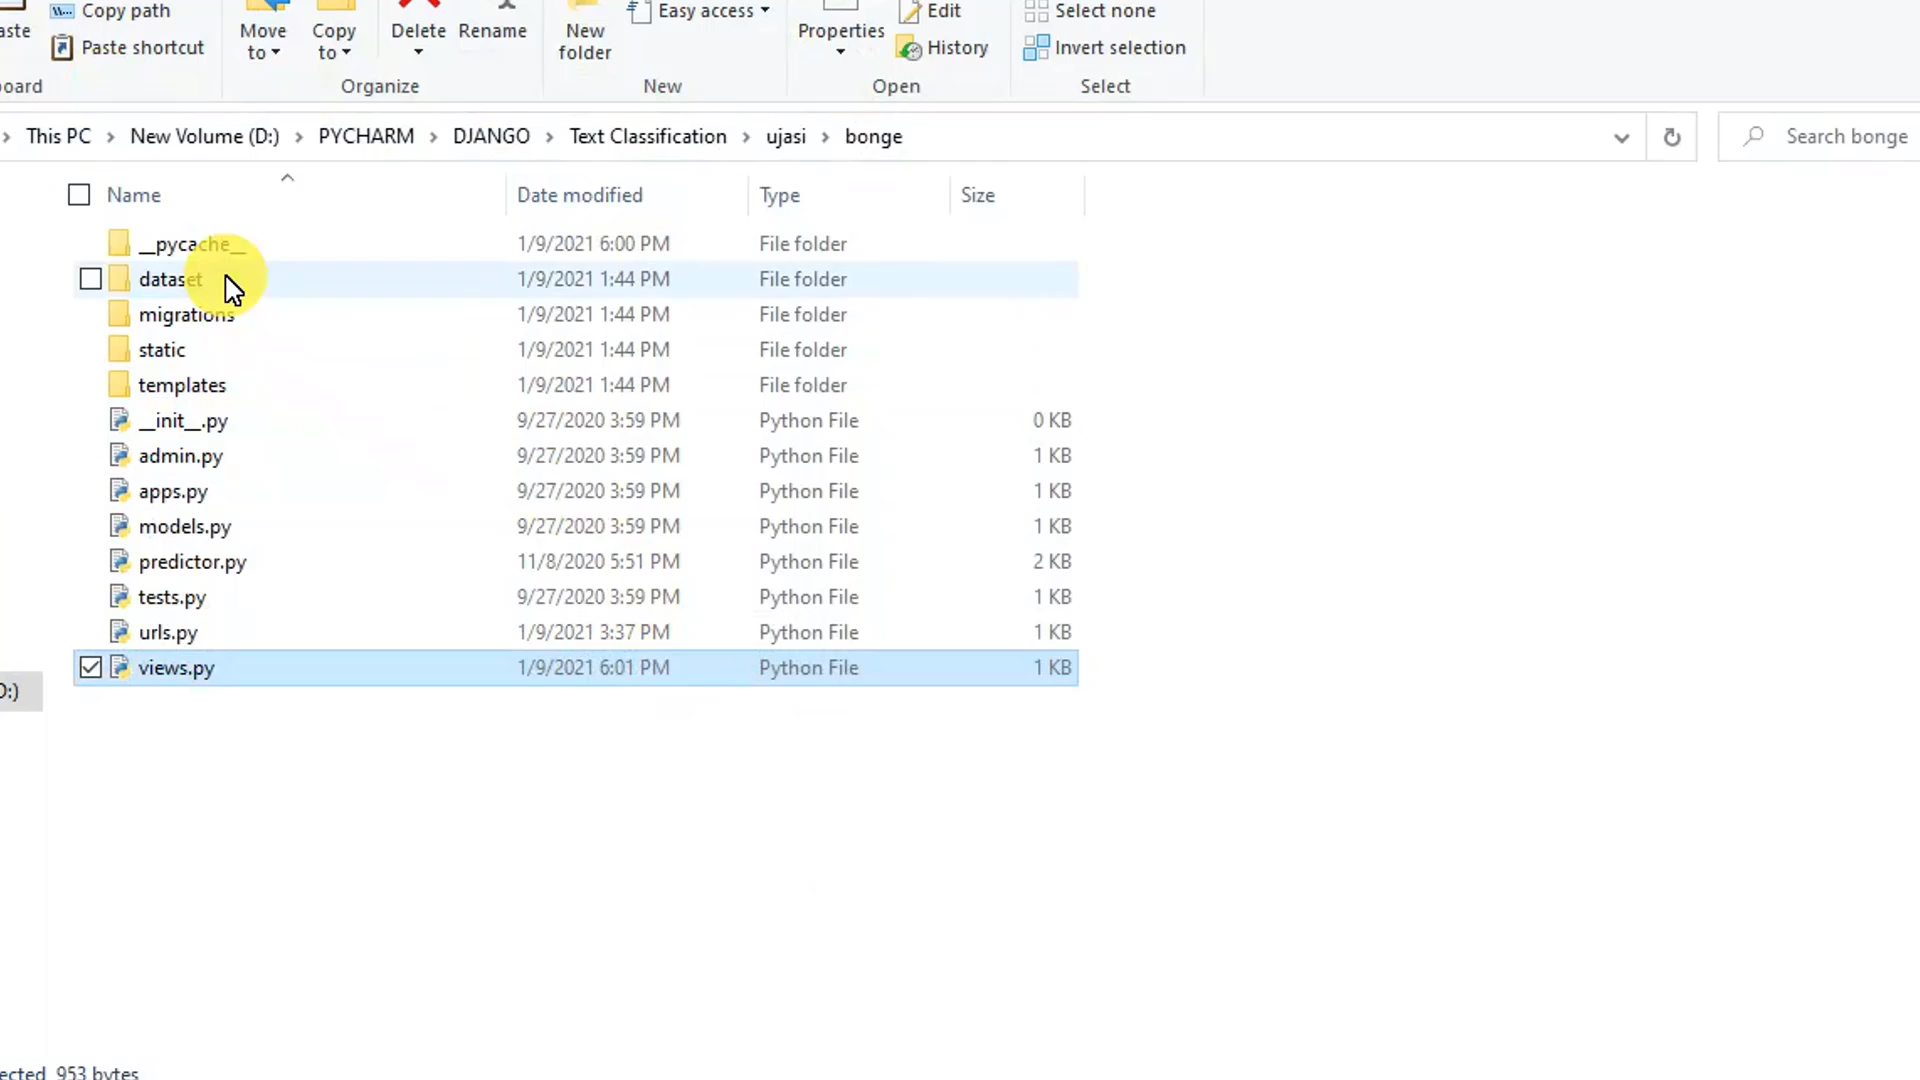 aste
Copy path
Paste shortcut
Move to
Copy to
Delete
Rename
New folder
Easy access
Properties
Edit
History
Select none
Invert selection
oard
Organize
New
Open
Select
This PC > New Volume (D:) > PYCHARM > DJANGO > Text Classification > ujasi > bonge
Search bonge
Name Date modified Type Size
__pycache__ 1/9/2021 6:00 PM File folder
dataset 1/9/2021 1:44 PM File folder
migrations 1/9/2021 1:44 PM File folder
static 1/9/2021 1:44 PM File folder
templates 1/9/2021 1:44 PM File folder
__init__.py 9/27/2020 3:59 PM Python File 0 KB
admin.py 9/27/2020 3:59 PM Python File 1 KB
apps.py 9/27/2020 3:59 PM Python File 1 KB
models.py 9/27/2020 3:59 PM Python File 1 KB
predictor.py 11/8/2020 5:51 PM Python File 2 KB
tests.py 9/27/2020 3:59 PM Python File 1 KB
urls.py 1/9/2021 3:37 PM Python File 1 KB
views.py 1/9/2021 6:01 PM Python File 1 KB
D:)
ected 953 bytes